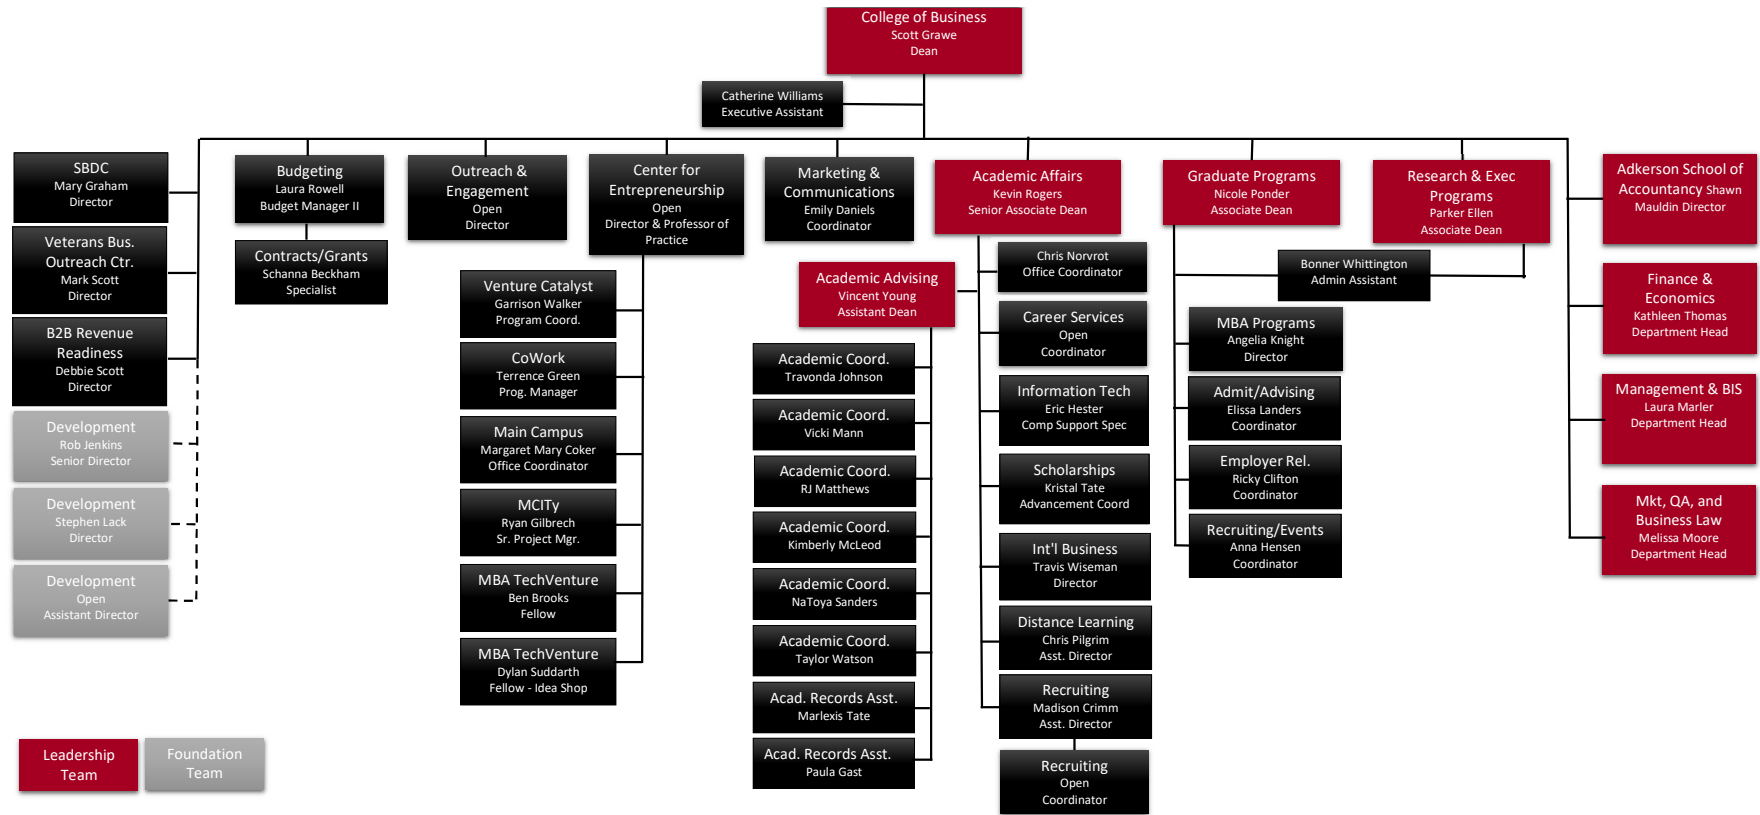 College of Business
Scott Grawe
Dean
Catherine Williams
Executive Assistant
SBDC
Mary Graham
Director
Veterans Bus.
Outreach Ctr.
Mark Scott
Director
B2B Revenue
Readiness
Debbie Scott
Director
Development
Rob Jenkins
Senior Director
Development
Stephen Lack
Director
Development
Open
Assistant Director
Budgeting
Laura Rowell
Budget Manager II
Contracts/Grants
Schanna Beckham
Specialist
Outreach &
Engagement
Open
Director
Center for
Entrepreneurship
Open
Director & Professor of
Practice
Venture Catalyst
Garrison Walker
Program Coord.
CoWork
Terrence Green
Prog. Manager
Main Campus
Margaret Mary Coker
Office Coordinator
MCITy
Ryan Gilbrech
Sr. Project Mgr.
MBA TechVenture
Ben Brooks
Fellow
MBA TechVenture
Dylan Suddarth
Fellow - Idea Shop
Marketing &
Communications
Emily Daniels
Coordinator
Academic Affairs
Kevin Rogers
Senior Associate Dean
Academic Advising
Vincent Young
Assistant Dean
Academic Coord.
Travonda Johnson
Academic Coord.
Vicki Mann
Academic Coord.
RJ Matthews
Academic Coord.
Kimberly McLeod
Academic Coord.
NaToya Sanders
Academic Coord.
Taylor Watson
Acad. Records Asst.
Marlexis Tate
Acad. Records Asst.
Paula Gast
Chris Norvrot
Office Coordinator
Career Services
Open
Coordinator
Information Tech
Eric Hester
Comp Support Spec
Scholarships
Kristal Tate
Advancement Coord
Int'l Business
Travis Wiseman
Director
Distance Learning
Chris Pilgrim
Asst. Director
Recruiting
Madison Crimm
Asst. Director
Recruiting
Open
Coordinator
Graduate Programs
Nicole Ponder
Associate Dean
Research & Exec
Programs
Parker Ellen
Associate Dean
Bonner Whittington
Admin Assistant
MBA Programs
Angelia Knight
Director
Admit/Advising
Elissa Landers
Coordinator
Employer Rel.
Ricky Clifton
Coordinator
Recruiting/Events
Anna Hensen
Coordinator
Adkerson School of
Accountancy Shawn
Mauldin Director
Finance &
Economics
Kathleen Thomas
Department Head
Management & BIS
Laura Marler
Department Head
Mkt, QA, and
Business Law
Melissa Moore
Department Head
Leadership
Team
Foundation
Team